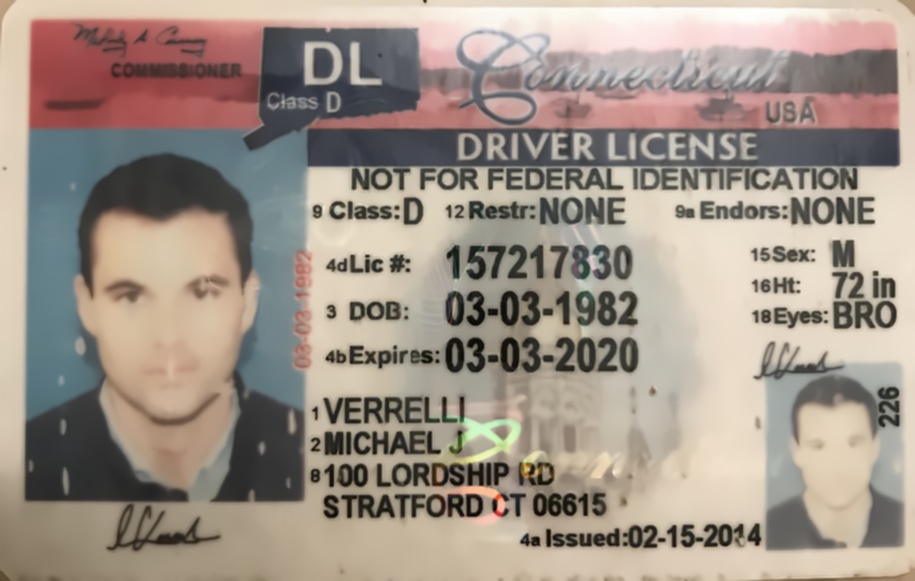 COMMISSIONER
DL
Class D
Connecticut
USA
DRIVER LICENSE
NOT FOR FEDERAL IDENTIFICATION
9 Class: D 12 Restr: NONE 9a Endors: NONE
4d Lic #: 157217830
15 Sex: M
3 DOB: 03-03-1982
16 Ht: 72 in
4b Expires: 03-03-2020
18 Eyes: BRO
03-03-1982
1 VERRELLI
2 MICHAEL J
8 100 LORDSHIP RD
STRATFORD CT 06615
4a Issued: 02-15-2014
226